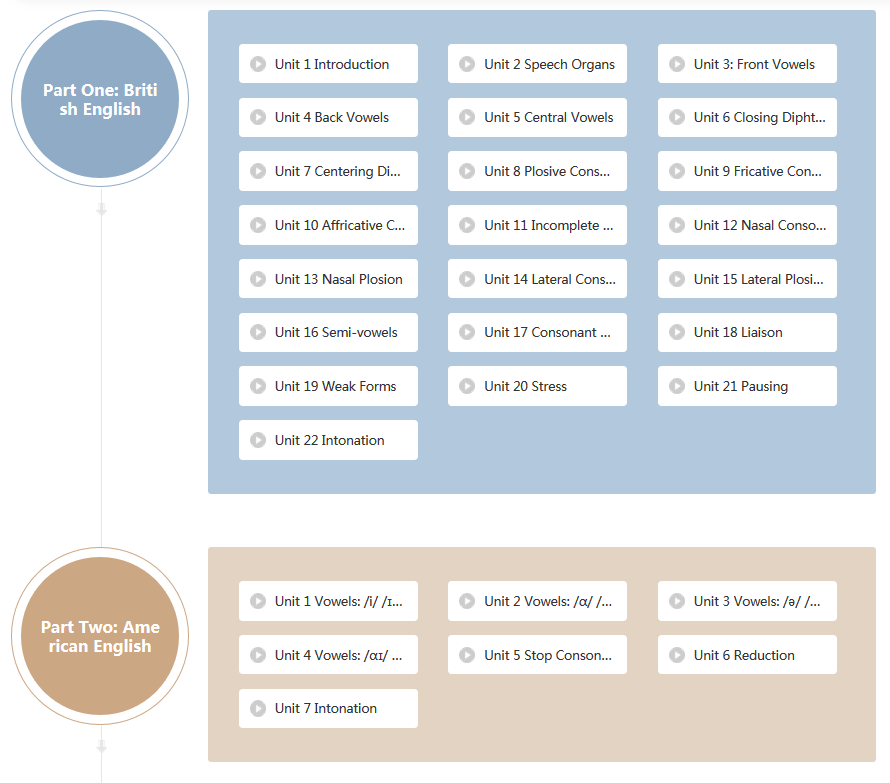 Part One: Briti
sh English
Unit 1 Introduction
Unit 2 Speech Organs
Unit 3: Front Vowels
Unit 4 Back Vowels
Unit 5 Central Vowels
Unit 6 Closing Dipht...
Unit 7 Centering Di...
Unit 8 Plosive Cons...
Unit 9 Fricative Con...
Unit 10 Affricative C...
Unit 11 Incomplete ...
Unit 12 Nasal Conso...
Unit 13 Nasal Plosion
Unit 14 Lateral Cons...
Unit 15 Lateral Plosi...
Unit 16 Semi-vowels
Unit 17 Consonant ...
Unit 18 Liaison
Unit 19 Weak Forms
Unit 20 Stress
Unit 21 Pausing
Unit 22 Intonation
Part Two: Ame
rican English
Unit 1 Vowels: /i/ /ɪ...
Unit 2 Vowels: /ɑ/ /...
Unit 3 Vowels: /ə/ /...
Unit 4 Vowels: /ɑɪ/ ...
Unit 5 Stop Conson...
Unit 6 Reduction
Unit 7 Intonation